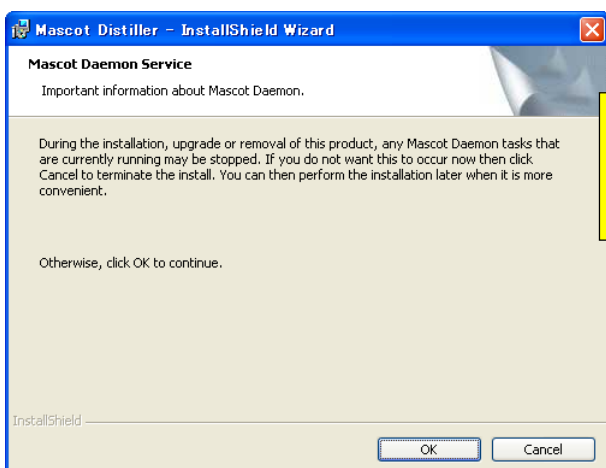 Mascot Distiller - InstallShield Wizard
Mascot Daemon Service
Important information about Mascot Daemon.
During the installation, upgrade or removal of this product, any Mascot Daemon tasks that
are currently running may be stopped. If you do not want this to occur now then click
Cancel to terminate the install. You can then perform the installation later when it is more
convenient.
Otherwise, click OK to continue.
InstallShield
OK
Cancel